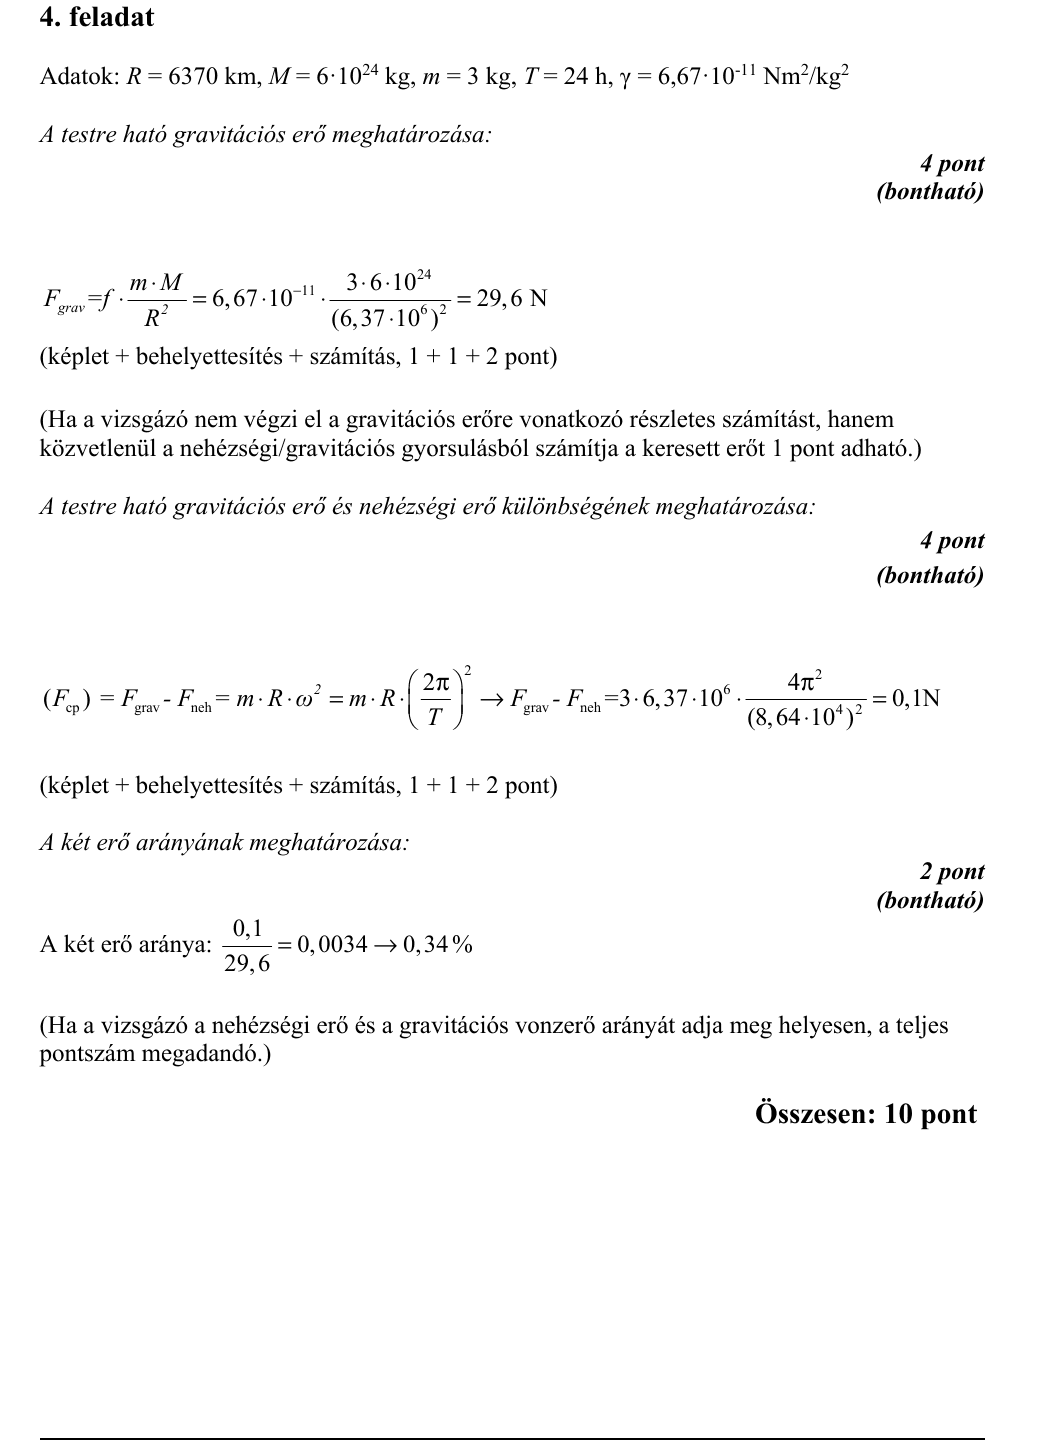 4. feladat
Adatok: R = 6370 km, M = 6·10²⁴ kg, m = 3 kg, T = 24 h, γ = 6,67·10⁻¹¹ Nm²/kg²
A testre ható gravitációs erő meghatározása:
4 pont
(bontható)
F_grav = f · (m · M)/R² = 6,67 · 10⁻¹¹ · (3 · 6 · 10²⁴)/(6,37 · 10⁶)² = 29,6 N
(képlet + behelyettesítés + számítás, 1 + 1 + 2 pont)
(Ha a vizsgázó nem végzi el a gravitációs erőre vonatkozó részletes számítást, hanem
közvetlenül a nehézségi/gravitációs gyorsulásból számítja a keresett erőt 1 pont adható.)
A testre ható gravitációs erő és nehézségi erő különbségének meghatározása:
4 pont
(bontható)
(F_cp) = F_grav - F_neh = m · R · ω² = m · R · (2π/T)² → F_grav - F_neh = 3 · 6,37 · 10⁶ · 4π²/(8,64 · 10⁴)² = 0,1N
(képlet + behelyettesítés + számítás, 1 + 1 + 2 pont)
A két erő arányának meghatározása:
2 pont
(bontható)
A két erő aránya: 0,1/29,6 = 0,0034 → 0,34%
(Ha a vizsgázó a nehézségi erő és a gravitációs vonzerő arányát adja meg helyesen, a teljes
pontszám megadandó.)
Összesen: 10 pont